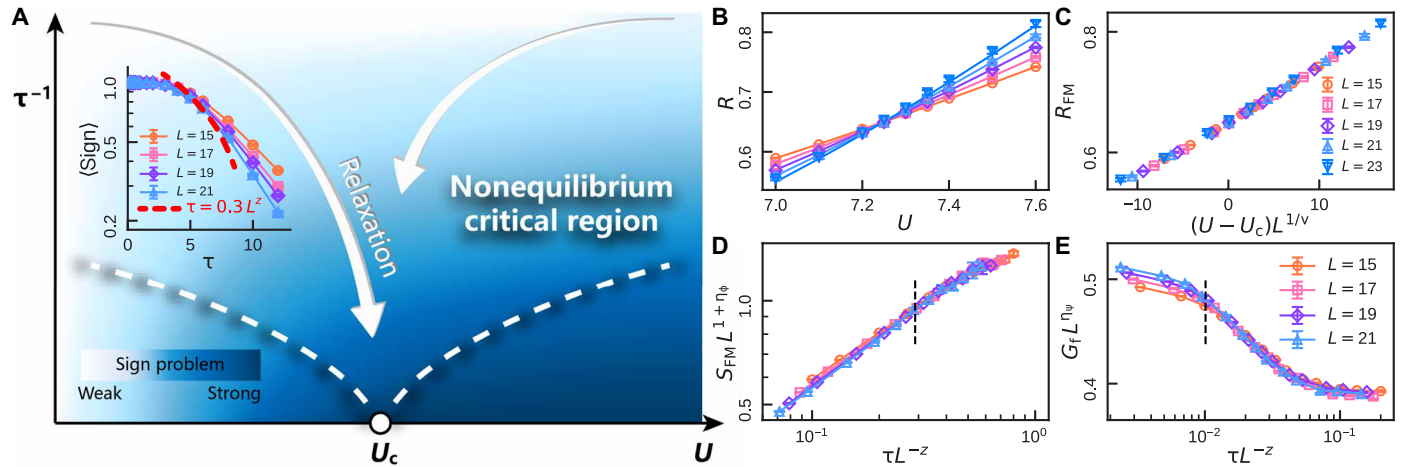 A
τ⁻¹
⟨Sign⟩
1.0
0.5
0.2
L = 15
L = 17
L = 19
L = 21
τ = 0.3 Lᶻ
0 5 10
τ
Relaxation
Nonequilibrium
critical region
Sign problem
Weak Strong
U_c
U
B
R
0.8
0.7
0.6
7.0 7.2 7.4 7.6
U
C
R_FM
0.8
0.6
L = 15
L = 17
L = 19
L = 21
L = 23
−10 0 10
(U − U_c)L^{1/ν}
D
S_FM L^{1 + η_ϕ}
1.0
0.5
10⁻¹ 10⁰
τL⁻ᶻ
E
G_f L^{η_ψ}
0.5
0.4
L = 15
L = 17
L = 19
L = 21
10⁻² 10⁻¹
τL⁻ᶻ